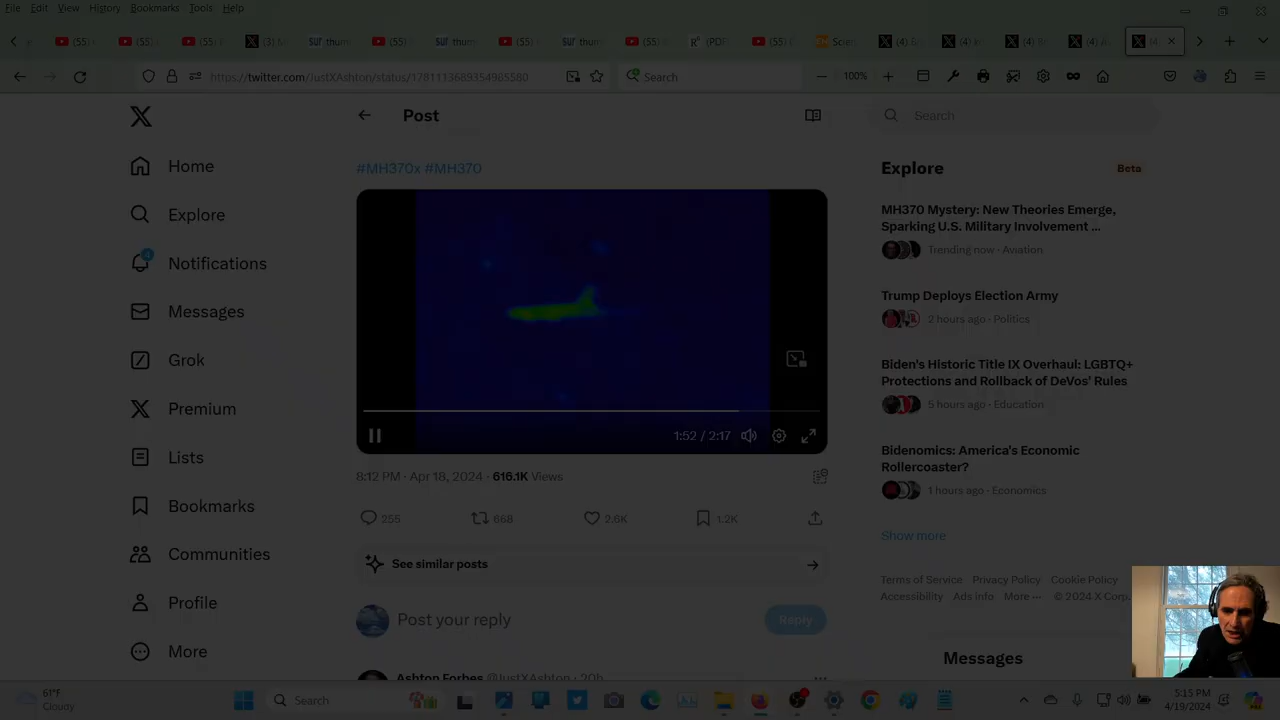 File Edit View History Bookmarks Tools Help
(55) (55) (55) (3) thum (55) thum (55) thum (55) (PDF (55) Scien (4) (4) (4) (4) (4
https://twitter.com/JustXAshton/status/1781113689354985580 100% Search
Post
Search
Home
Explore
Notifications
4
Messages
Grok
Premium
Lists
Bookmarks
Communities
Profile
More
#MH370x #MH370
1:52 / 2:17
8:12 PM · Apr 18, 2024 · 616.1K Views
255 668 2.6K 1.2K
See similar posts
Post your reply
Reply
Ashton Forbes @JustXAshton · 20h
Explore
Beta
MH370 Mystery: New Theories Emerge,
Sparking U.S. Military Involvement ...
Trending now · Aviation
Trump Deploys Election Army
2 hours ago · Politics
Biden's Historic Title IX Overhaul: LGBTQ+
Protections and Rollback of DeVos' Rules
5 hours ago · Education
Bidenomics: America's Economic
Rollercoaster?
1 hours ago · Economics
Show more
Terms of Service Privacy Policy Cookie Policy
Accessibility Ads info More ··· © 2024 X Corp.
Messages
61°F
Cloudy
Search
5:15 PM
4/19/2024